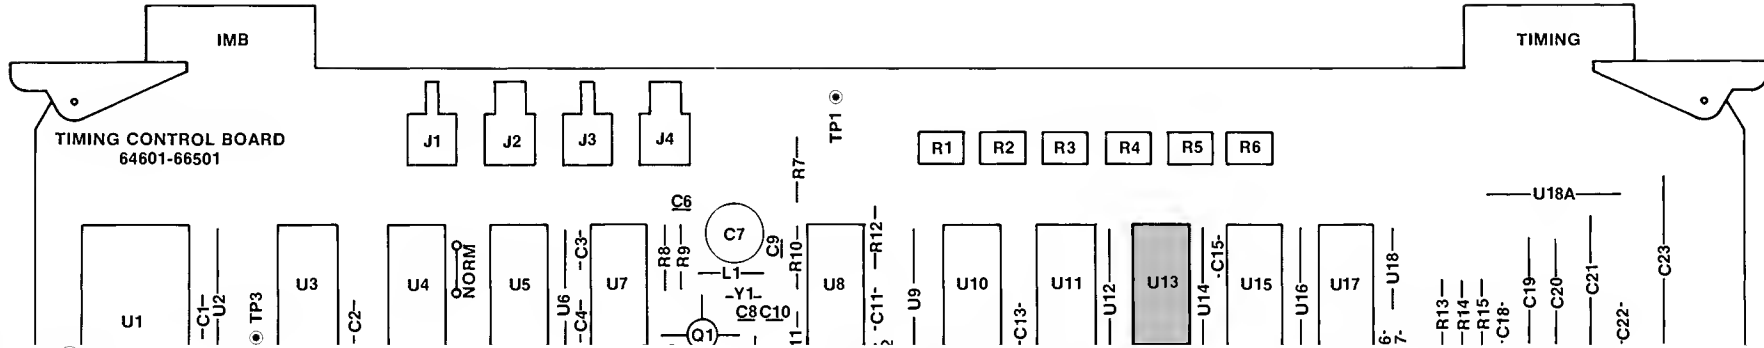 IMB
TIMING
TIMING CONTROL BOARD
64601-66501
J1
J2
J3
J4
TP1
R1
R2
R3
R4
R5
R6
R7
U18A
C6
C7
C9
R10
R12
U1
C1
U2
TP3
U3
C2
U4
NORM
U5
U6
C3
C4
U7
R8
R9
L1
Y1
C8
C10
Q1
U8
C11
U9
U10
C13
U11
U12
U13
U14
C15
U15
U16
U17
U18
R13
R14
R15
C18
C19
C20
C21
C22
C23